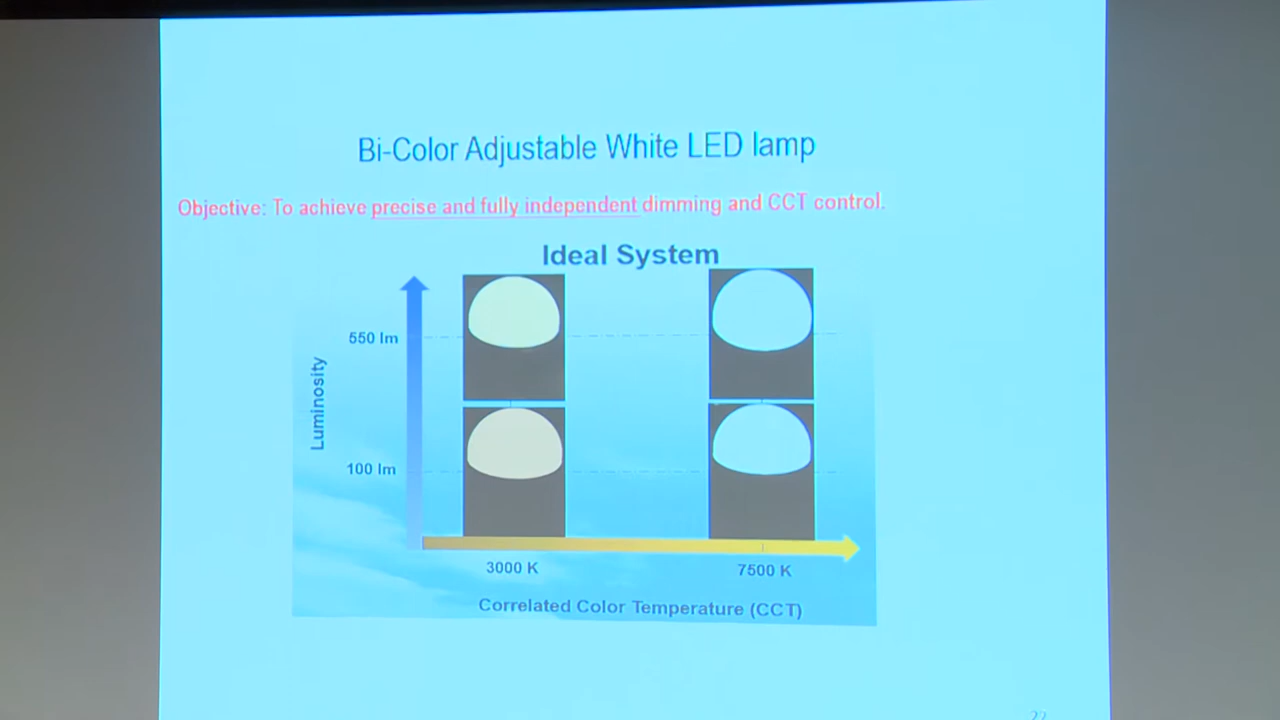 Bi-Color Adjustable White LED lamp
Objective: To achieve precise and fully independent dimming and CCT control.
Ideal System
550 lm
Luminosity
100 lm
3000 K
7500 K
Correlated Color Temperature (CCT)
22